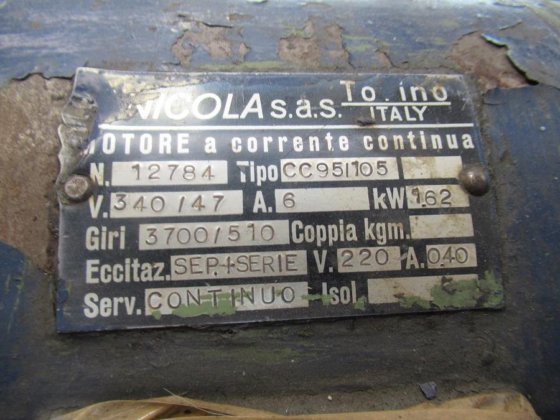 NICOLA s.a.s. To ino
ITALY
MOTORE a corrente continua
N. 12784 Tipo CC95/105
V. 340/47 A. 6 kW 1.62
Giri 3700/510 Coppia kgm.
Eccitaz. SEP.+SERIE V. 220 A. 0.40
Serv. CONTINUO Isol.